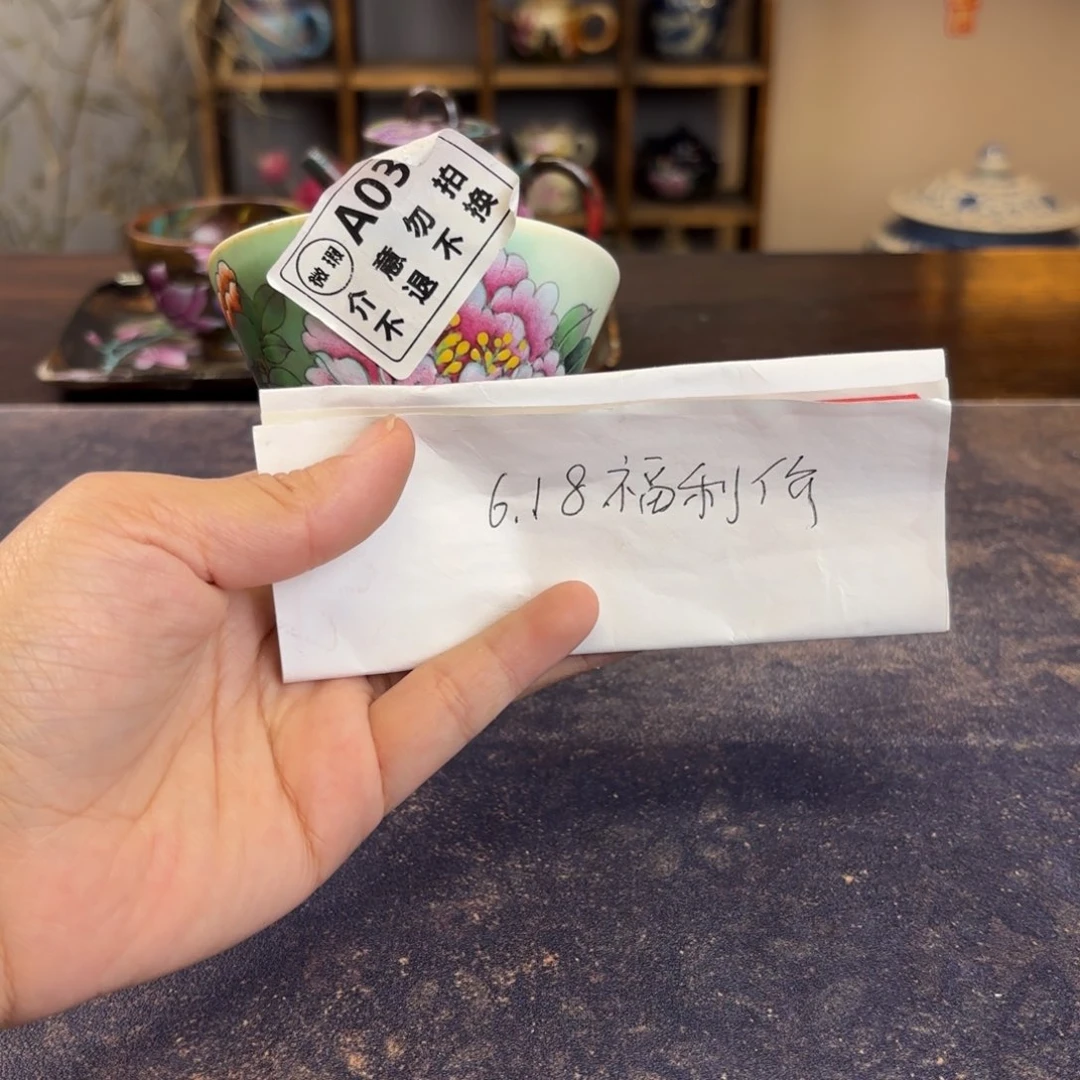 A03
微瑕
介意勿拍
不退不换
6.18福利价